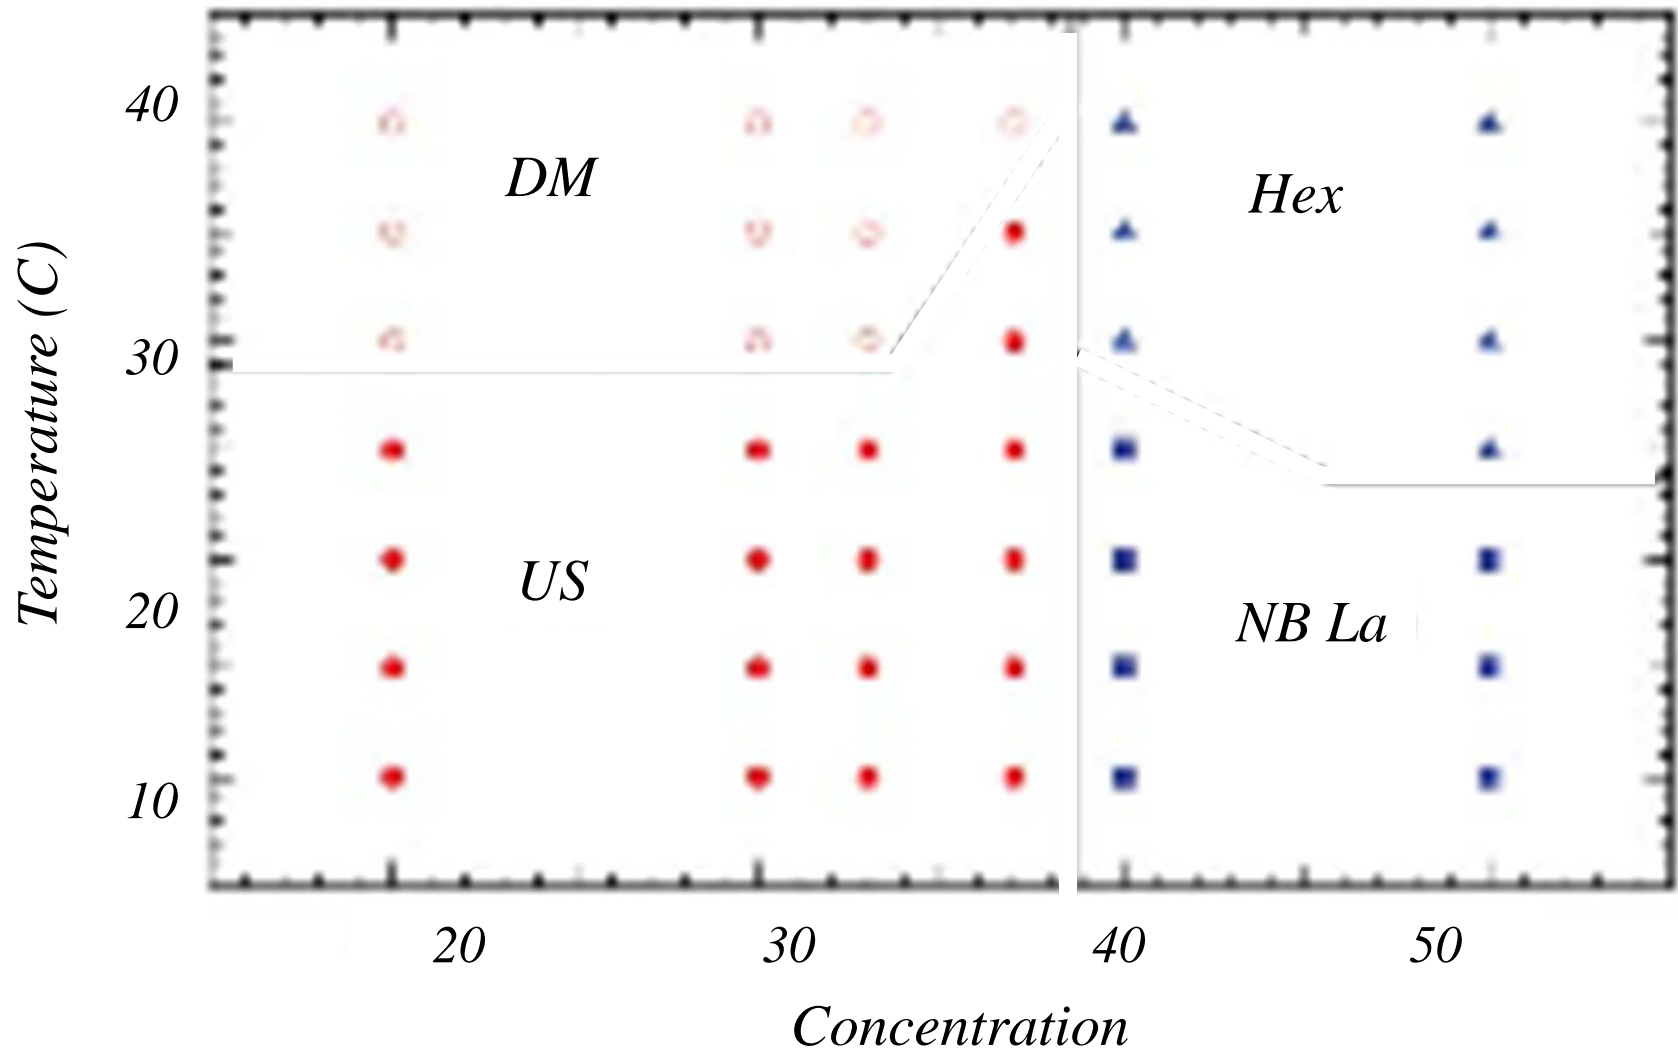 40
DM
Hex
30
Temperature (C)
US
20
NB La
10
20 30 40 50
Concentration